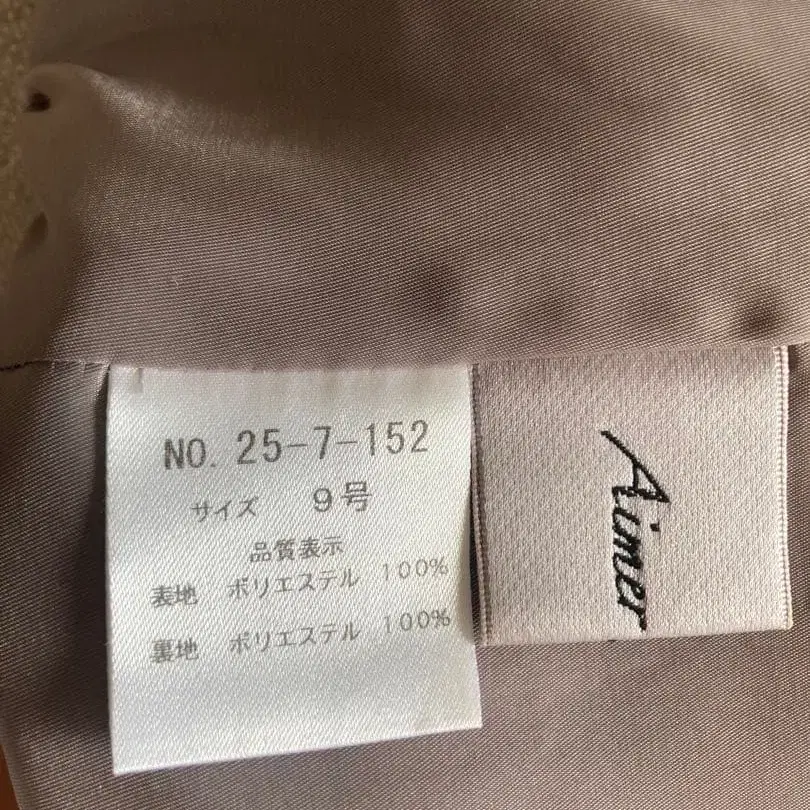 NO. 25-7-152
サイズ 9号
品質表示
表地 ポリエステル 100%
裏地 ポリエステル 100%
Aimer